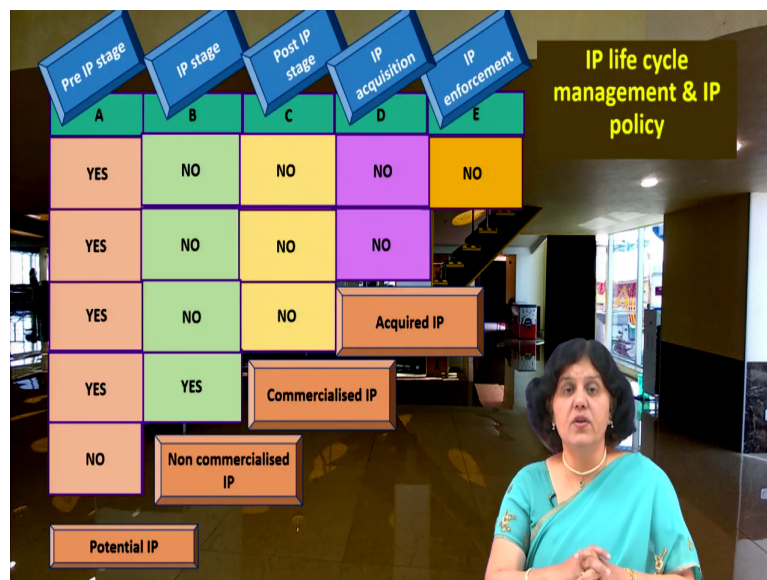 Pre IP stage
IP stage
Post IP
stage
IP
acquisition
IP
enforcement
IP life cycle
management & IP
policy
A B C D E
YES NO NO NO NO
YES NO NO NO
YES NO NO
Acquired IP
YES YES
Commercialised IP
NO
Non commercialised
IP
Potential IP